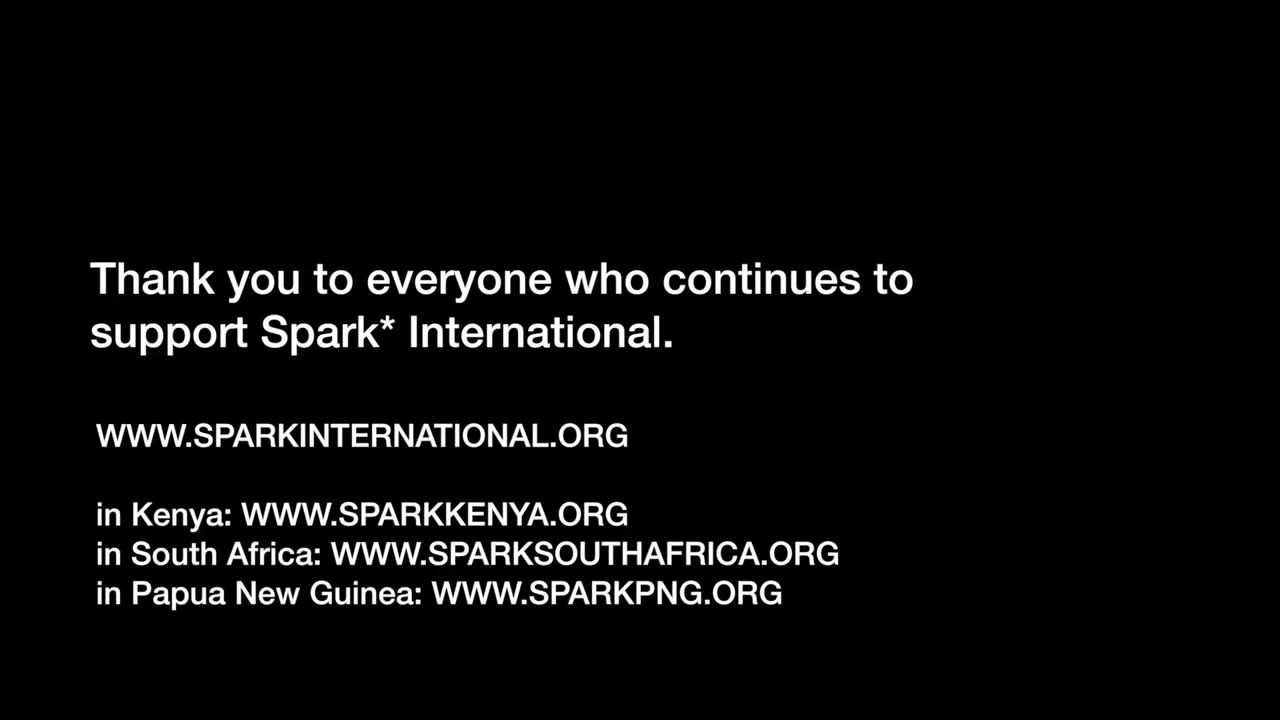 Thank you to everyone who continues to
support Spark* International.
WWW.SPARKINTERNATIONAL.ORG
in Kenya: WWW.SPARKKENYA.ORG
in South Africa: WWW.SPARKSOUTHAFRICA.ORG
in Papua New Guinea: WWW.SPARKPNG.ORG